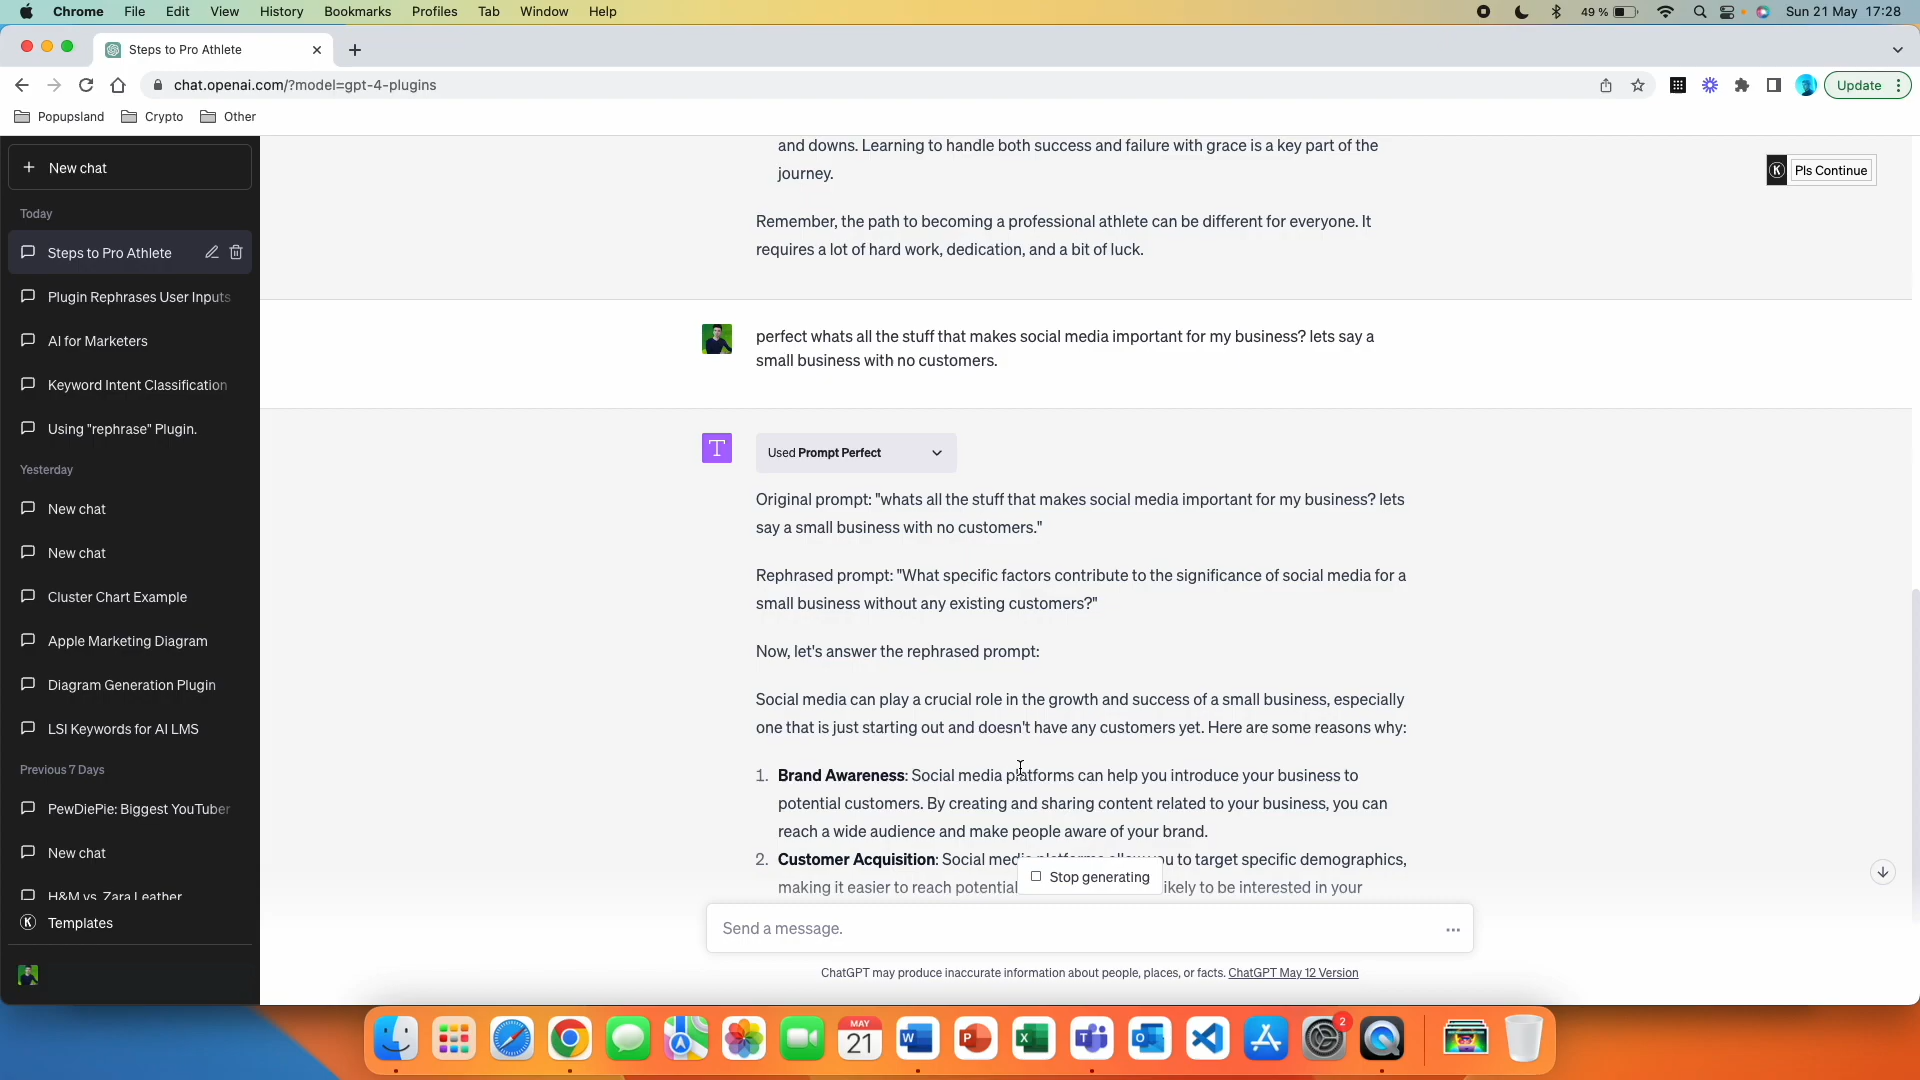 Chrome File Edit View History Bookmarks Profiles Tab Window Help
49 % Sun 21 May 17:28
Steps to Pro Athlete
chat.openai.com/?model=gpt-4-plugins
Update
Popupsland Crypto Other
New chat
Today
Steps to Pro Athlete
Plugin Rephrases User Inputs
AI for Marketers
Keyword Intent Classification
Using "rephrase" Plugin.
Yesterday
New chat
New chat
Cluster Chart Example
Apple Marketing Diagram
Diagram Generation Plugin
LSI Keywords for AI LMS
Previous 7 Days
PewDiePie: Biggest YouTuber
New chat
H&M vs. Zara Leather
K Templates
and downs. Learning to handle both success and failure with grace is a key part of the
journey.
K Pls Continue
Remember, the path to becoming a professional athlete can be different for everyone. It
requires a lot of hard work, dedication, and a bit of luck.
perfect whats all the stuff that makes social media important for my business? lets say a
small business with no customers.
T Used Prompt Perfect
Original prompt: "whats all the stuff that makes social media important for my business? lets
say a small business with no customers."
Rephrased prompt: "What specific factors contribute to the significance of social media for a
small business without any existing customers?"
Now, let's answer the rephrased prompt:
Social media can play a crucial role in the growth and success of a small business, especially
one that is just starting out and doesn't have any customers yet. Here are some reasons why:
1. Brand Awareness: Social media platforms can help you introduce your business to
potential customers. By creating and sharing content related to your business, you can
reach a wide audience and make people aware of your brand.
2. Customer Acquisition: Social media platforms allow you to target specific demographics,
making it easier to reach potential likely to be interested in your
Stop generating
Send a message.
ChatGPT may produce inaccurate information about people, places, or facts. ChatGPT May 12 Version
MAY
21
W
P
X
T
O
2